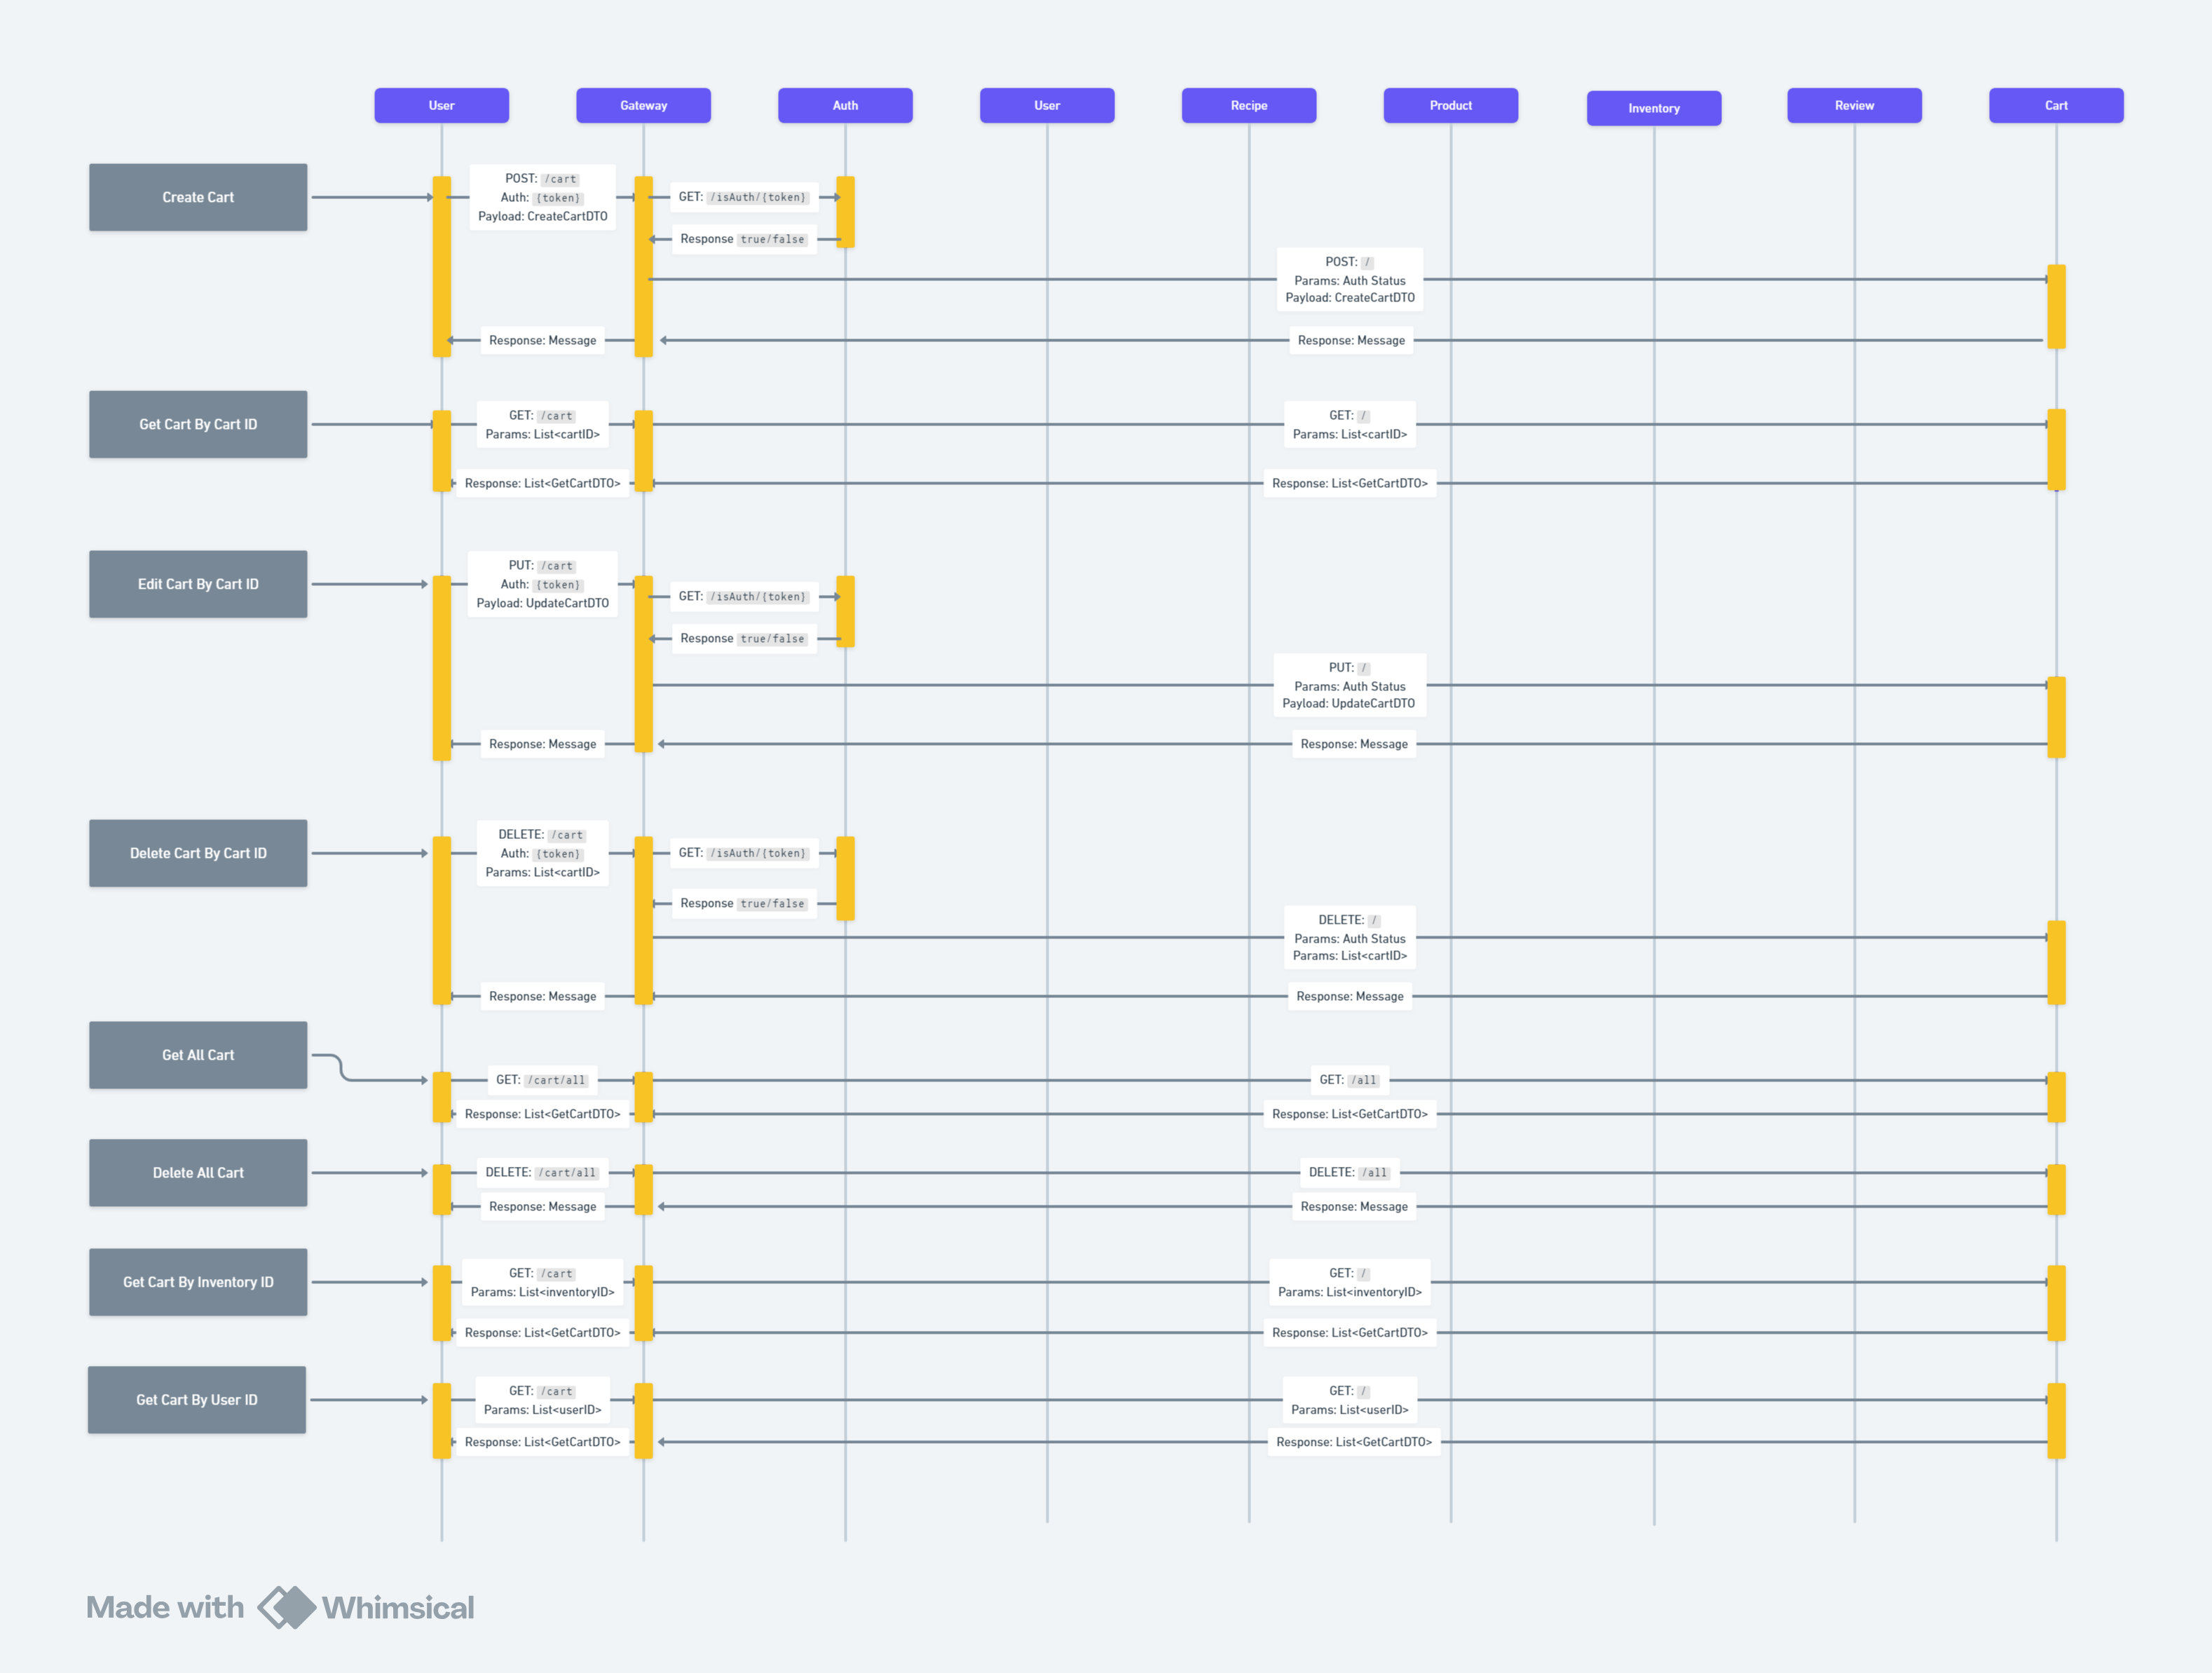 User
Gateway
Auth
User
Recipe
Product
Inventory
Review
Cart
Create Cart
POST: /cart
Auth: {token}
Payload: CreateCartDTO
GET: /isAuth/{token}
Response true/false
POST: /
Params: Auth Status
Payload: CreateCartDTO
Response: Message
Response: Message
Get Cart By Cart ID
GET: /cart
Params: List<cartID>
GET: /
Params: List<cartID>
Response: List<GetCartDTO>
Response: List<GetCartDTO>
Edit Cart By Cart ID
PUT: /cart
Auth: {token}
Payload: UpdateCartDTO
GET: /isAuth/{token}
Response true/false
PUT: /
Params: Auth Status
Payload: UpdateCartDTO
Response: Message
Response: Message
Delete Cart By Cart ID
DELETE: /cart
Auth: {token}
Params: List<cartID>
GET: /isAuth/{token}
Response true/false
DELETE: /
Params: Auth Status
Params: List<cartID>
Response: Message
Response: Message
Get All Cart
GET: /cart/all
GET: /all
Response: List<GetCartDTO>
Response: List<GetCartDTO>
Delete All Cart
DELETE: /cart/all
DELETE: /all
Response: Message
Response: Message
Get Cart By Inventory ID
GET: /cart
Params: List<inventoryID>
GET: /
Params: List<inventoryID>
Response: List<GetCartDTO>
Response: List<GetCartDTO>
Get Cart By User ID
GET: /cart
Params: List<userID>
GET: /
Params: List<userID>
Response: List<GetCartDTO>
Response: List<GetCartDTO>
Made with Whimsical